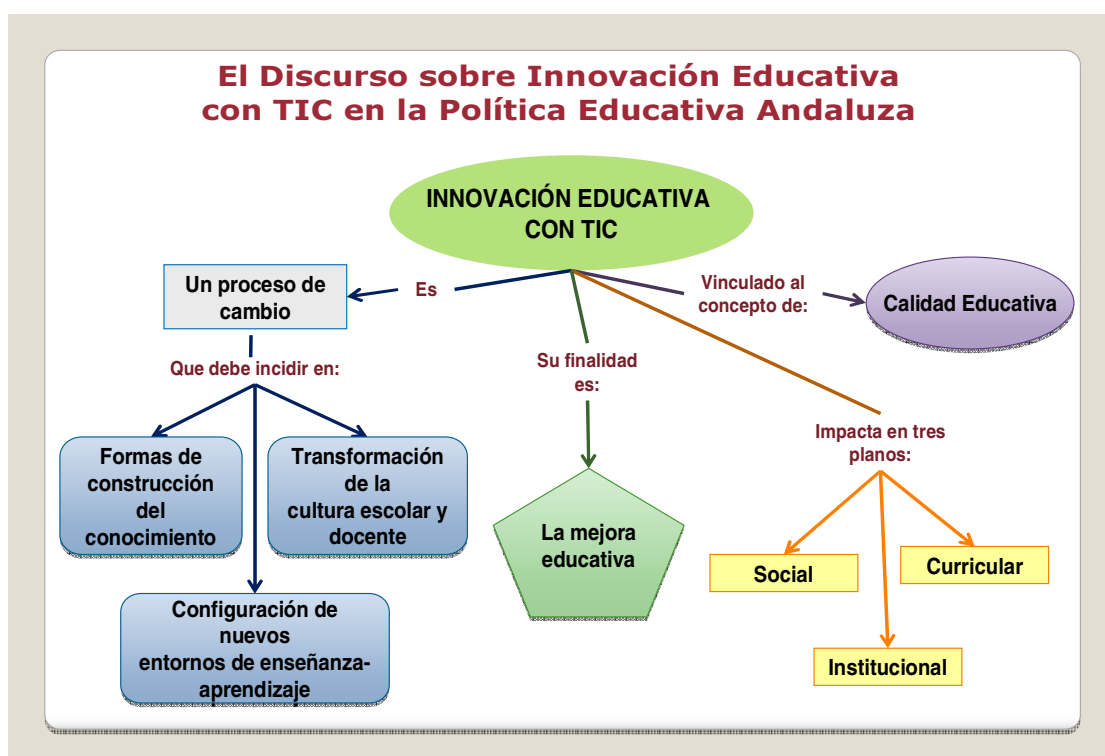 El Discurso sobre Innovación Educativa
con TIC en la Política Educativa Andaluza
INNOVACIÓN EDUCATIVA
CON TIC
Un proceso de
cambio
Es
Vinculado al
concepto de:
Calidad Educativa
Que debe incidir en:
Su finalidad
es:
Impacta en tres
planos:
Formas de
construcción
del
conocimiento
Transformación
de la
cultura escolar y
docente
La mejora
educativa
Social
Curricular
Configuración de
nuevos
entornos de enseñanza-
aprendizaje
Institucional